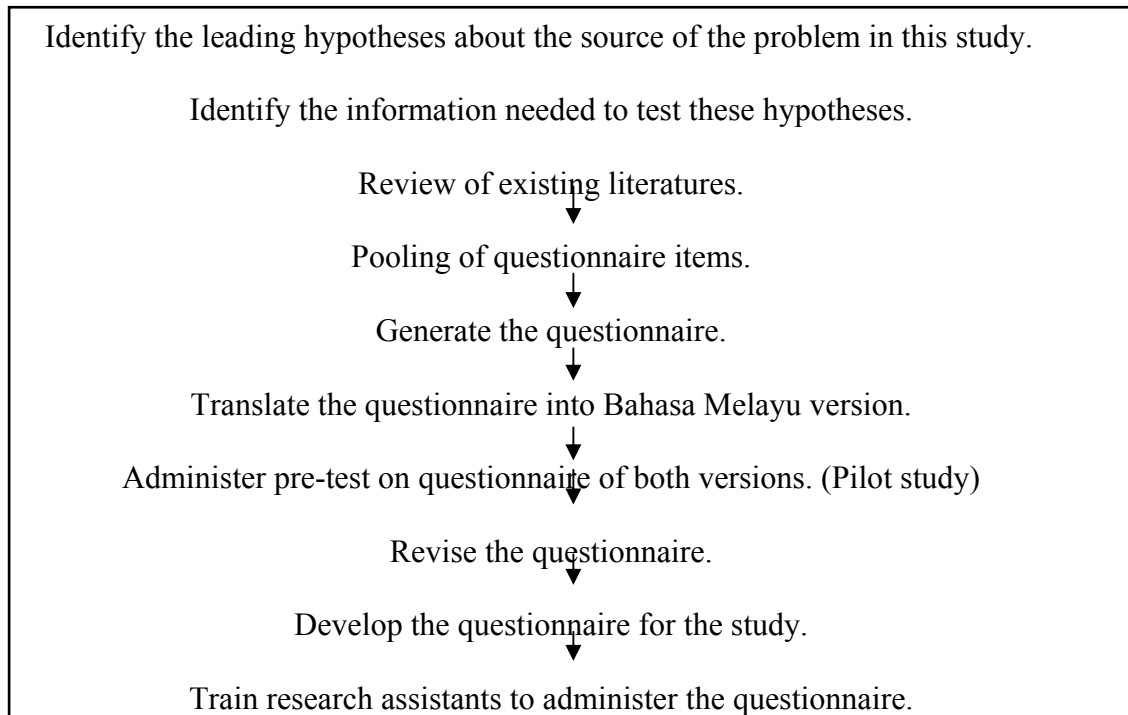 Identify the leading hypotheses about the source of the problem in this study.
Identify the information needed to test these hypotheses.
Review of existing literatures.
Pooling of questionnaire items.
Generate the questionnaire.
Translate the questionnaire into Bahasa Melayu version.
Administer pre-test on questionnaire of both versions. (Pilot study)
Revise the questionnaire.
Develop the questionnaire for the study.
Train research assistants to administer the questionnaire.